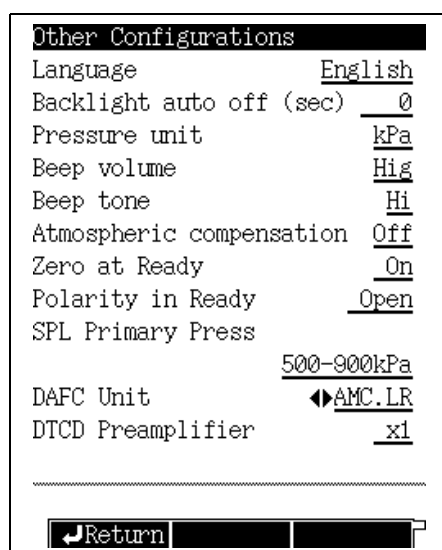 Other Configurations
Language English
Backlight auto off (sec) 0
Pressure unit kPa
Beep volume Hig
Beep tone Hi
Atmospheric compensation Off
Zero at Ready On
Polarity in Ready Open
SPL Primary Press
500-900kPa
DAFC Unit AMC.LR
DTCD Preamplifier x1
Return